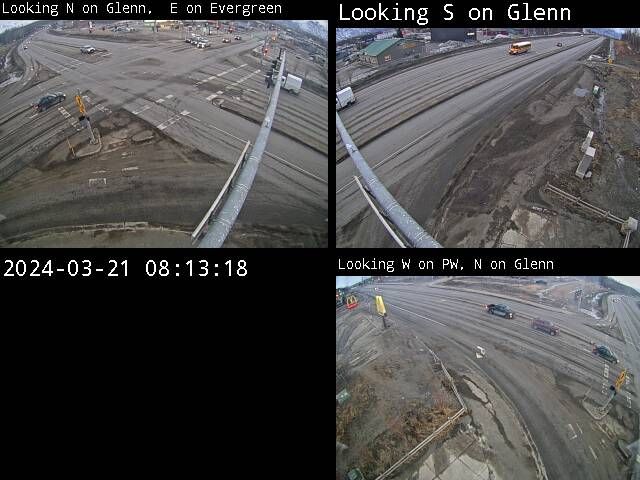 Looking N on Glenn,  E on Evergreen
Looking S on Glenn
2024-03-21 08:13:18
Looking W on PW, N on Glenn